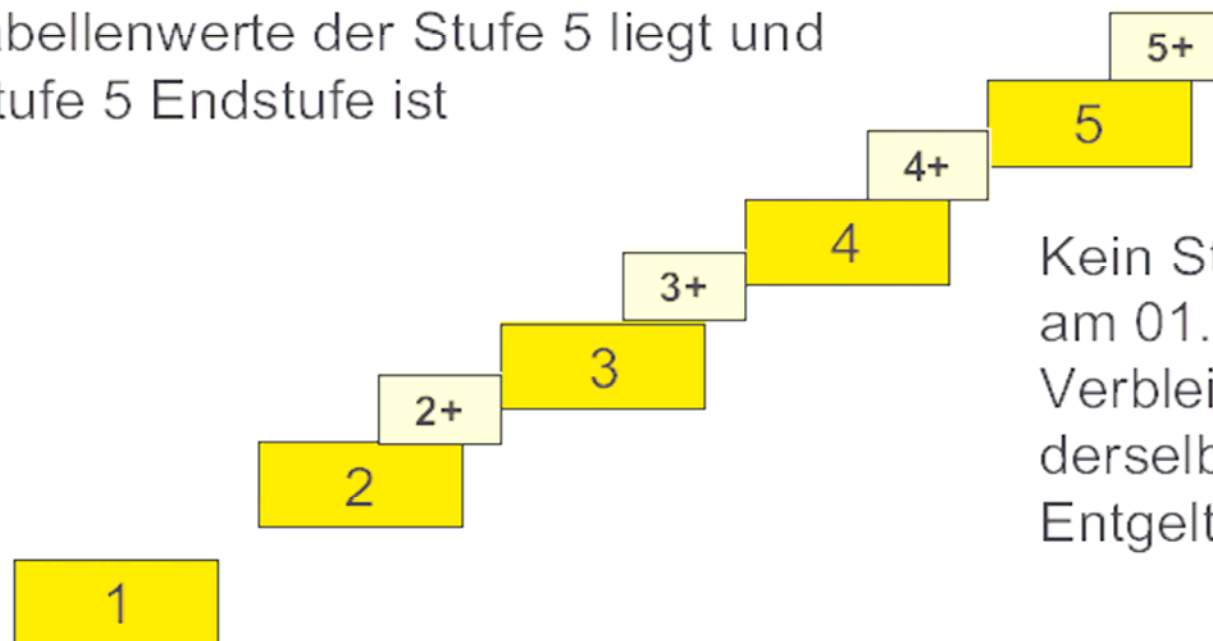 abellenwerte der Stufe 5 liegt und
tufe 5 Endstufe ist
5+
5
4+
4
3+
3
2+
2
1
Kein St
am 01.
Verblei
derselb
Entgelt